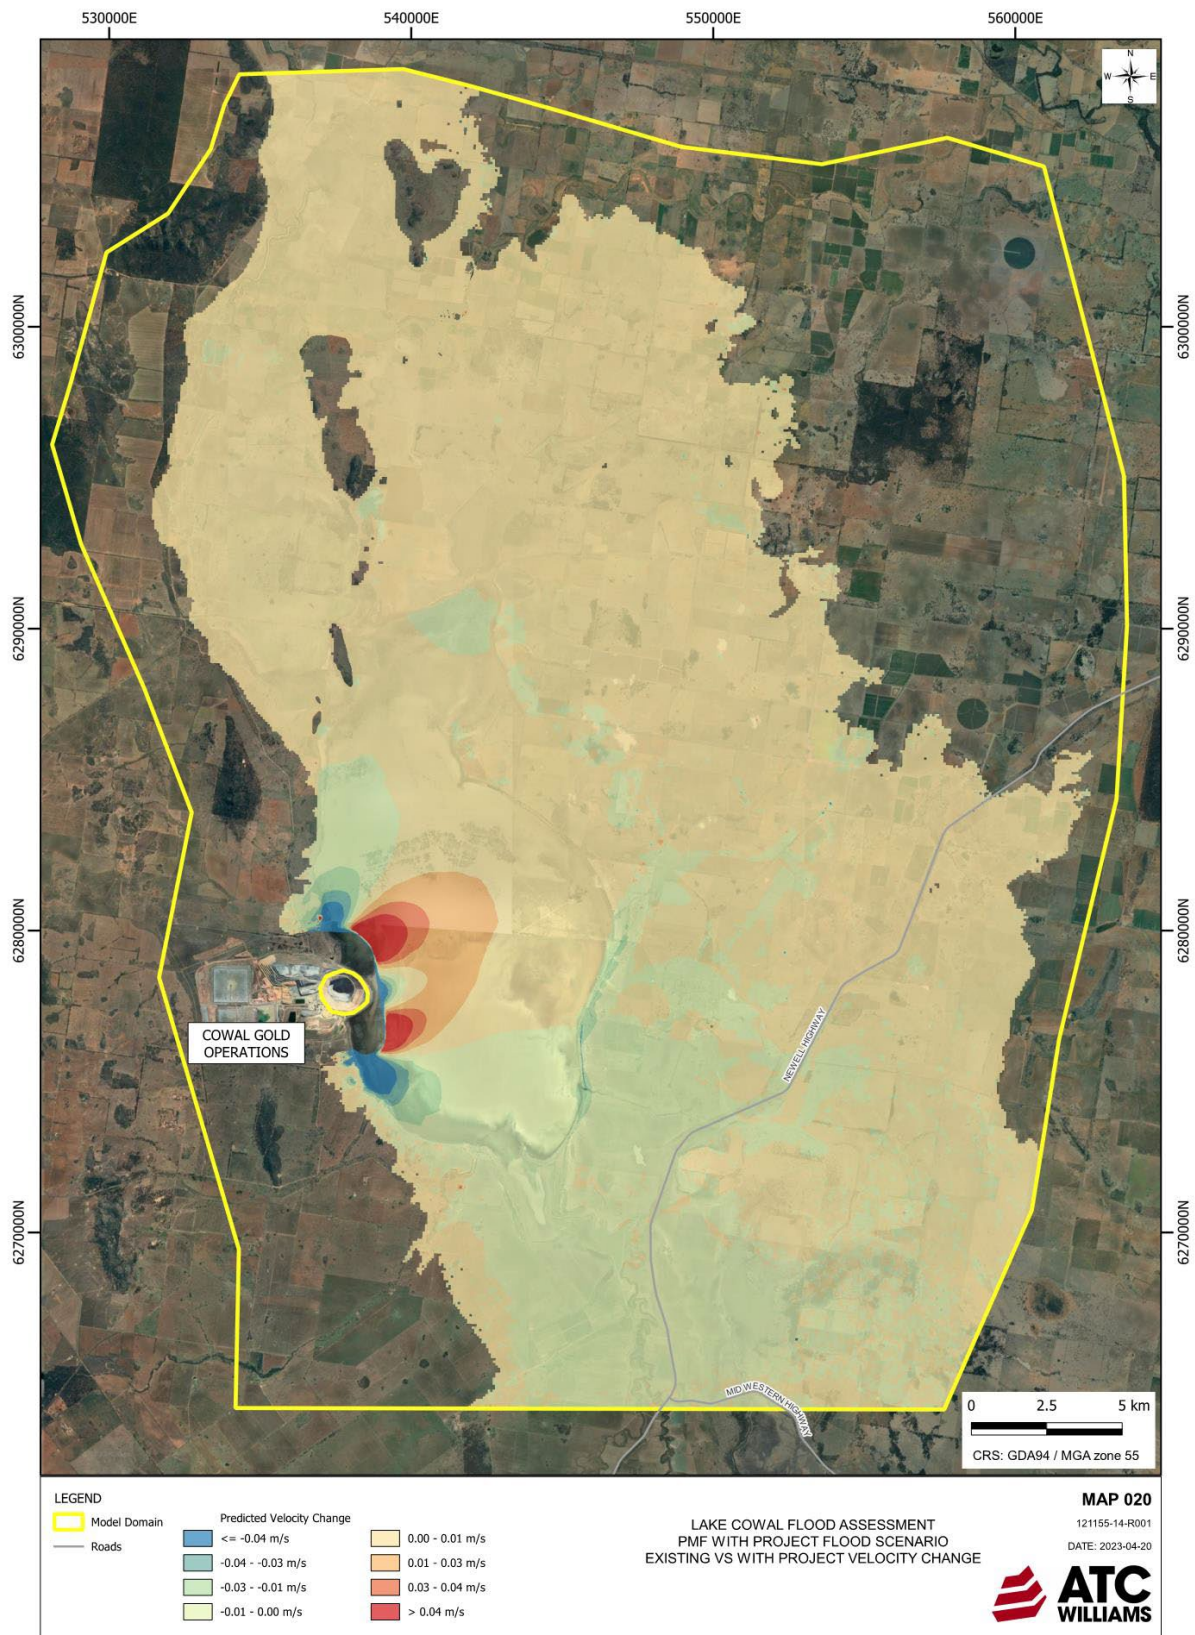 530000E
540000E
550000E
560000E
N
W
E
S
6300000N
6300000N
6290000N
6290000N
6280000N
6280000N
COWAL GOLD
OPERATIONS
NEWELL HIGHWAY
6270000N
6270000N
MID WESTERN HIGHWAY
0 2.5 5 km
CRS: GDA94 / MGA zone 55
LEGEND
Model Domain
Roads
Predicted Velocity Change
<= -0.04 m/s
-0.04 - -0.03 m/s
-0.03 - -0.01 m/s
-0.01 - 0.00 m/s
0.00 - 0.01 m/s
0.01 - 0.03 m/s
0.03 - 0.04 m/s
> 0.04 m/s
LAKE COWAL FLOOD ASSESSMENT
PMF WITH PROJECT FLOOD SCENARIO
EXISTING VS WITH PROJECT VELOCITY CHANGE
MAP 020
121155-14-R001
DATE: 2023-04-20
ATC
WILLIAMS